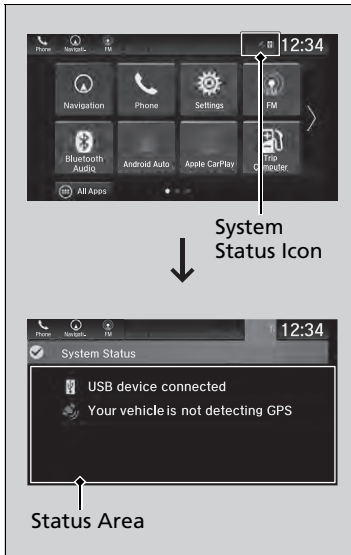 Phone Navigati.. FM 12:34
Navigation Phone Settings FM
Bluetooth Audio Android Auto Apple CarPlay Trip Computer
All Apps
System
Status Icon
Phone Navigati.. FM 12:34
System Status
USB device connected
Your vehicle is not detecting GPS
Status Area